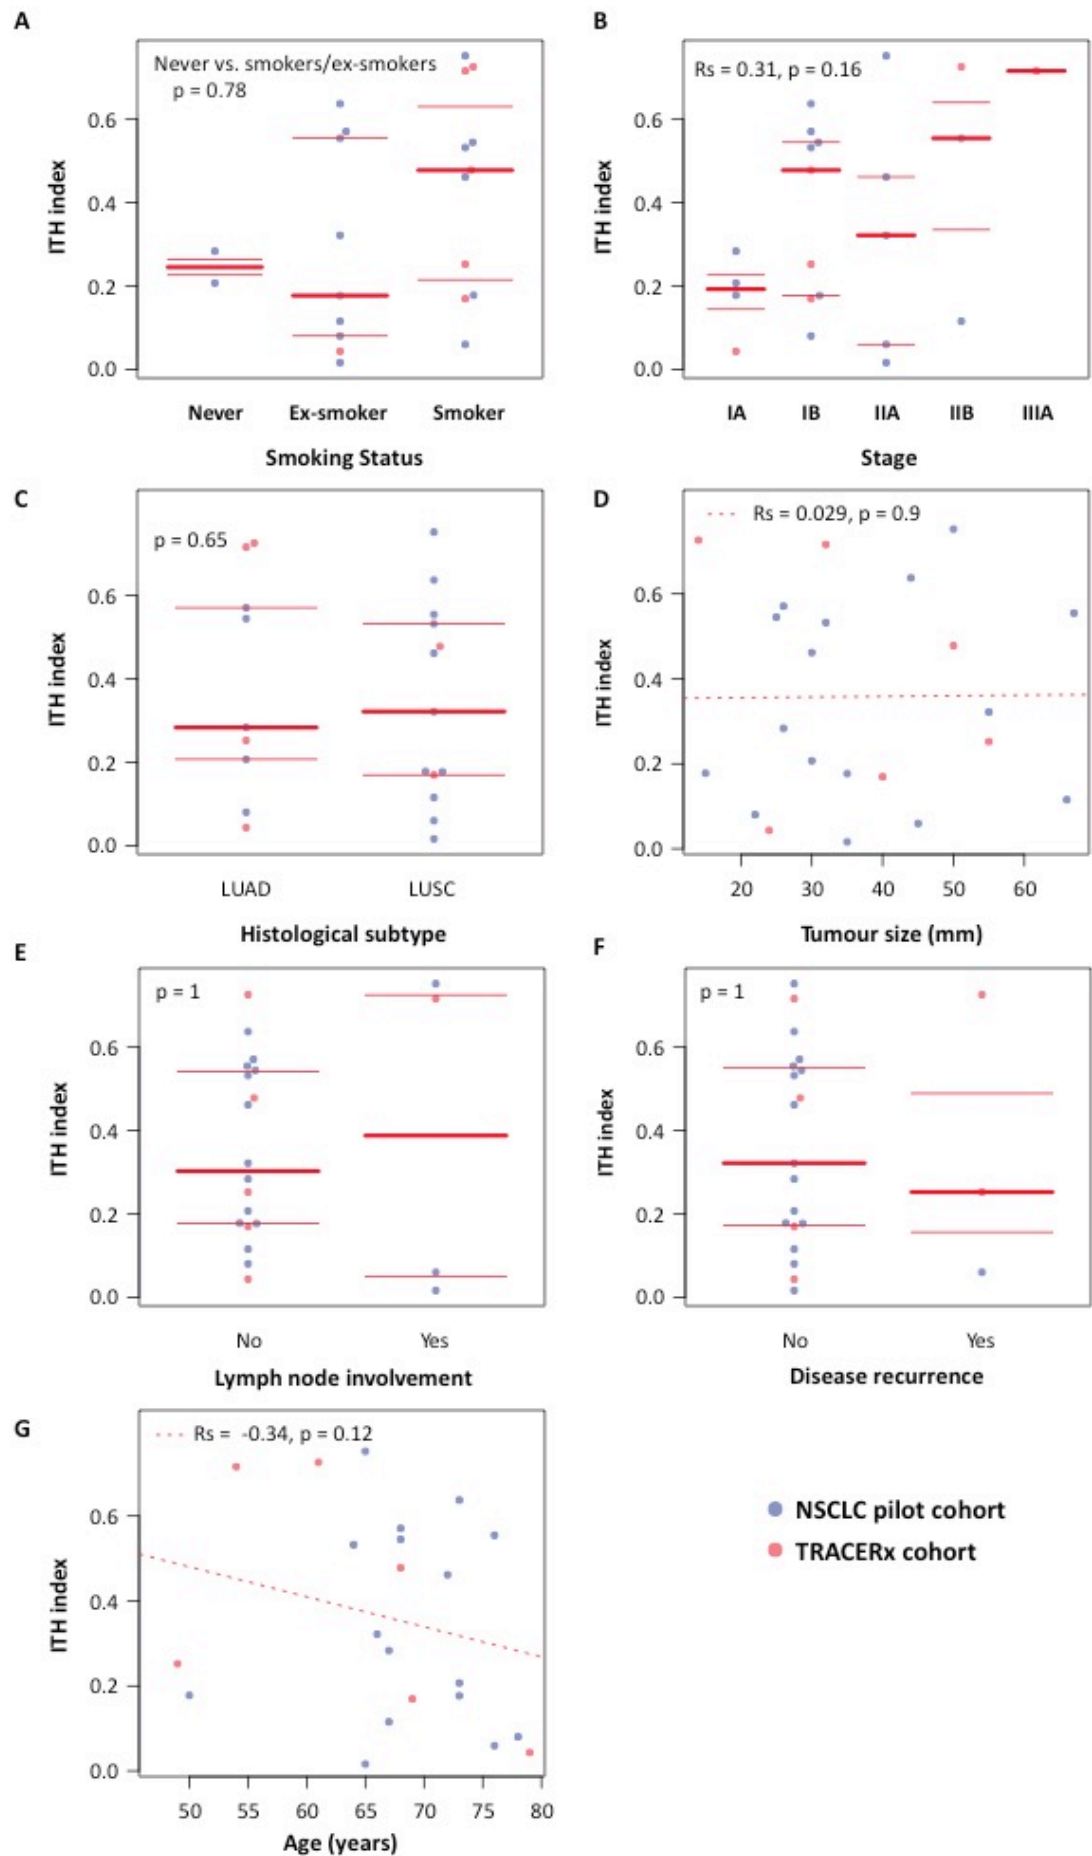 A
Never vs. smokers/ex-smokers
p = 0.78
ITH index
0.6
0.4
0.2
0.0
Never Ex-smoker Smoker
Smoking Status
B
Rs = 0.31, p = 0.16
ITH index
0.6
0.4
0.2
0.0
IA IB IIA IIB IIIA
Stage
C
p = 0.65
ITH index
0.6
0.4
0.2
0.0
LUAD LUSC
Histological subtype
D
Rs = 0.029, p = 0.9
ITH index
0.6
0.4
0.2
0.0
20 30 40 50 60
Tumour size (mm)
E
p = 1
ITH index
0.6
0.4
0.2
0.0
No Yes
Lymph node involvement
F
p = 1
ITH index
0.6
0.4
0.2
0.0
No Yes
Disease recurrence
G
Rs = -0.34, p = 0.12
ITH index
0.6
0.4
0.2
0.0
50 55 60 65 70 75 80
Age (years)
NSCLC pilot cohort
TRACERx cohort